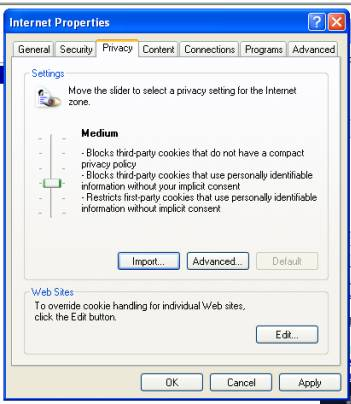 Internet Properties
General Security Privacy Content Connections Programs Advanced
Settings
Move the slider to select a privacy setting for the Internet
zone.
Medium
- Blocks third-party cookies that do not have a compact
privacy policy
- Blocks third-party cookies that use personally identifiable
information without your implicit consent
- Restricts first-party cookies that use personally identifiable
information without implicit consent
Import... Advanced... Default
Web Sites
To override cookie handling for individual Web sites,
click the Edit button.
Edit...
OK Cancel Apply